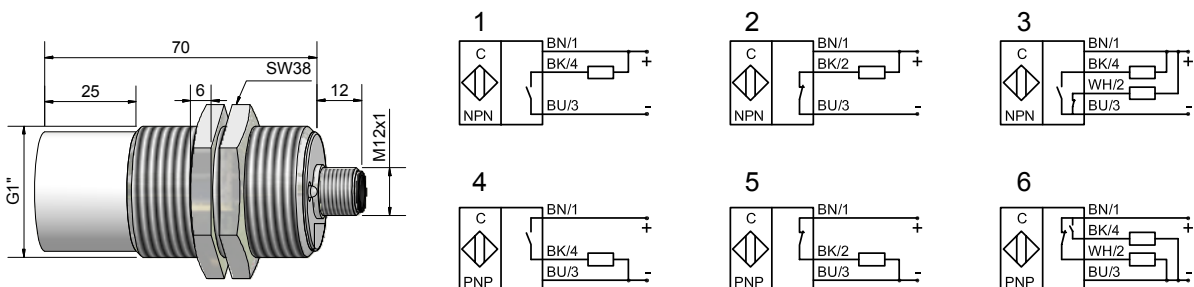 70
25
6
SW38
12
G1"
M12x1
1
C
NPN
BN/1
BK/4
BU/3
+
-
2
C
NPN
BN/1
BK/2
BU/3
+
-
3
C
NPN
BN/1
BK/4
WH/2
BU/3
+
-
4
C
PNP
BN/1
BK/4
BU/3
+
-
5
C
PNP
BN/1
BK/2
BU/3
+
-
6
C
PNP
BN/1
BK/4
WH/2
BU/3
+
-